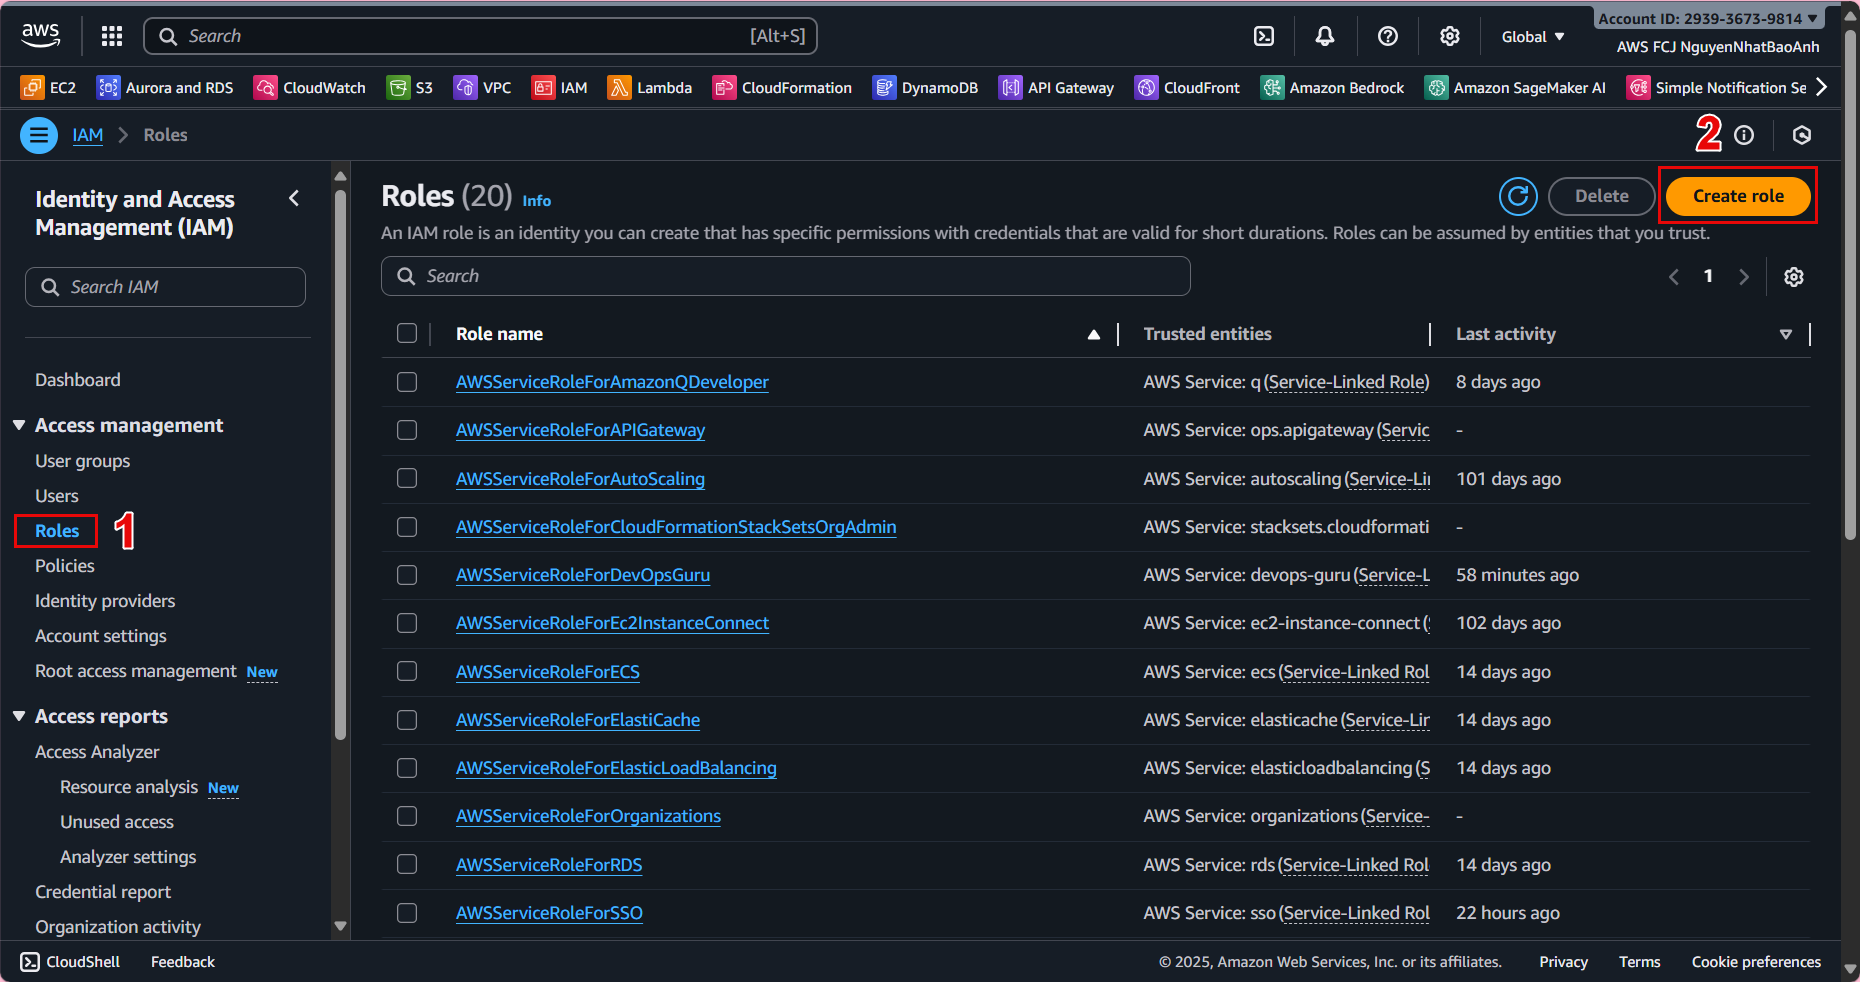 aws
Search [Alt+S]
Global
Account ID: 2939-3673-9814
AWS FCJ NguyenNhatBaoAnh
EC2 Aurora and RDS CloudWatch S3 VPC IAM Lambda CloudFormation DynamoDB API Gateway CloudFront Amazon Bedrock Amazon SageMaker AI Simple Notification Se
IAM Roles
2
Identity and Access
Management (IAM)
Search IAM
Dashboard
Access management
User groups
Users
Roles
1
Policies
Identity providers
Account settings
Root access management New
Access reports
Access Analyzer
Resource analysis New
Unused access
Analyzer settings
Credential report
Organization activity
Roles (20) Info
Delete
Create role
An IAM role is an identity you can create that has specific permissions with credentials that are valid for short durations. Roles can be assumed by entities that you trust.
Search
1
Role name Trusted entities Last activity
AWSServiceRoleForAmazonQDeveloper AWS Service: q (Service-Linked Role) 8 days ago
AWSServiceRoleForAPIGateway AWS Service: ops.apigateway (Servic -
AWSServiceRoleForAutoScaling AWS Service: autoscaling (Service-Li 101 days ago
AWSServiceRoleForCloudFormationStackSetsOrgAdmin AWS Service: stacksets.cloudformati -
AWSServiceRoleForDevOpsGuru AWS Service: devops-guru (Service-L 58 minutes ago
AWSServiceRoleForEc2InstanceConnect AWS Service: ec2-instance-connect (S 102 days ago
AWSServiceRoleForECS AWS Service: ecs (Service-Linked Rol 14 days ago
AWSServiceRoleForElastiCache AWS Service: elasticache (Service-Lin 14 days ago
AWSServiceRoleForElasticLoadBalancing AWS Service: elasticloadbalancing (S 14 days ago
AWSServiceRoleForOrganizations AWS Service: organizations (Service- -
AWSServiceRoleForRDS AWS Service: rds (Service-Linked Rol 14 days ago
AWSServiceRoleForSSO AWS Service: sso (Service-Linked Rol 22 hours ago
CloudShell Feedback © 2025, Amazon Web Services, Inc. or its affiliates. Privacy Terms Cookie preferences